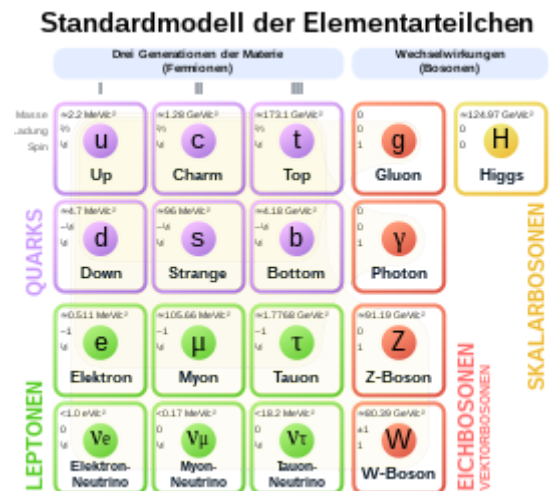 Standardmodell der Elementarteilchen
Drei Generationen der Materie
(Fermionen)
Wechselwirkungen
(Bosonen)
I
II
III
Masse
Ladung
Spin
≈2.2 MeV/c²
u
Up
≈1.28 GeV/c²
c
Charm
≈173.1 GeV/c²
t
Top
0
0
1
g
Gluon
≈124.97 GeV/c²
0
0
H
Higgs
QUARKS
≈4.7 MeV/c²
d
Down
≈96 MeV/c²
s
Strange
≈4.18 GeV/c²
b
Bottom
0
0
1
γ
Photon
SKALARBOSONEN
LEPTONEN
≈0.511 MeV/c²
−1
e
Elektron
≈105.66 MeV/c²
−1
μ
Myon
≈1.7768 GeV/c²
−1
τ
Tauon
≈91.19 GeV/c²
0
1
Z
Z-Boson
EICHBOSONEN
VEKTORBOSONEN
<1.0 eV/c²
0
νe
Elektron-
Neutrino
<0.17 MeV/c²
0
νμ
Myon-
Neutrino
<18.2 MeV/c²
0
ντ
Tauon-
Neutrino
≈80.39 GeV/c²
±1
1
W
W-Boson